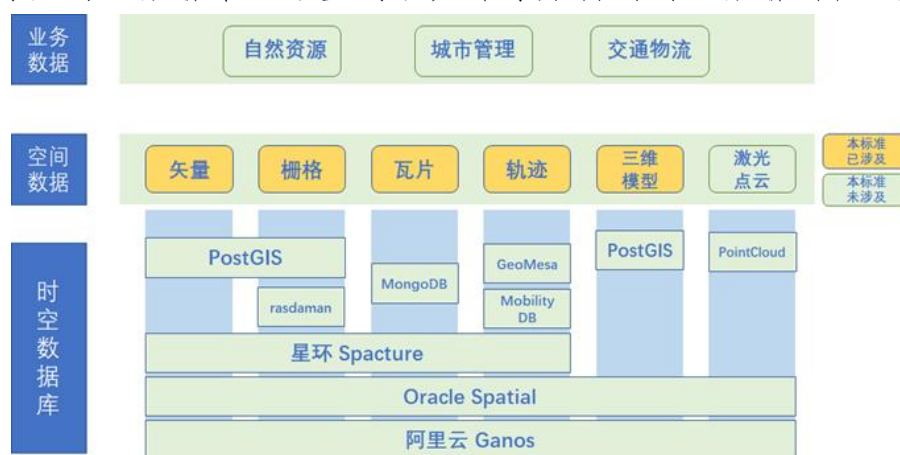 业务
数据
自然资源
城市管理
交通物流
空间
数据
矢量
栅格
瓦片
轨迹
三维
模型
激光
点云
本标准
已涉及
本标准
未涉及
时
空
数
据
库
PostGIS
rasdaman
MongoDB
GeoMesa
Mobility
DB
PostGIS
PointCloud
星环 Spacture
Oracle Spatial
阿里云 Ganos